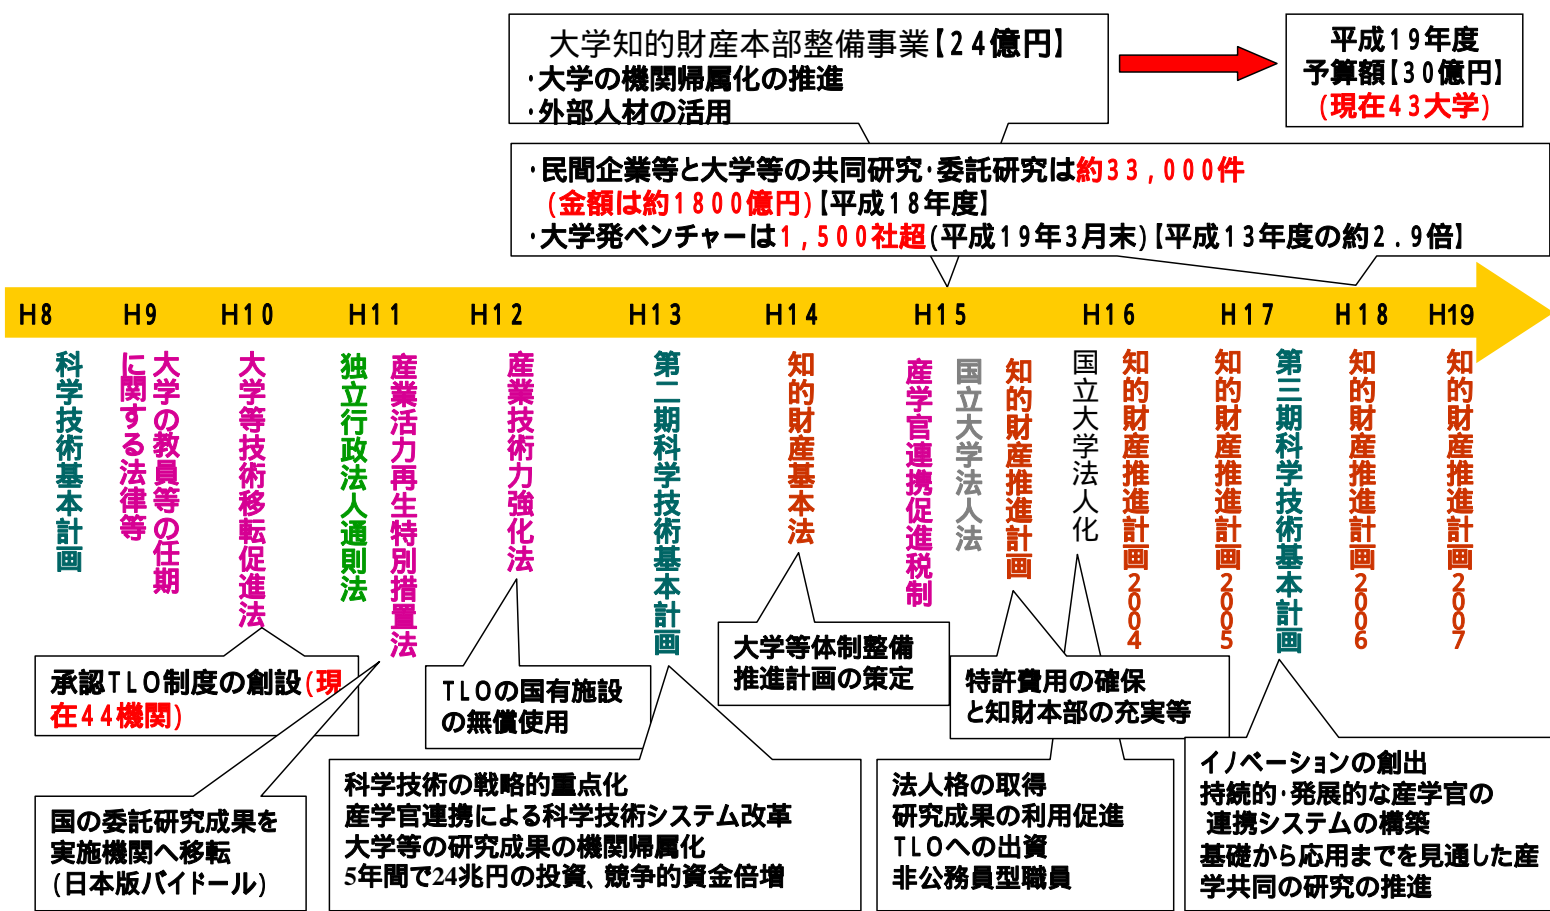 大学知的財産本部整備事業【24億円】
・大学の機関帰属化の推進
・外部人材の活用
平成19年度
予算額【30億円】
(現在43大学)
・民間企業等と大学等の共同研究・委託研究は約33,000件
(金額は約1800億円)【平成18年度】
・大学発ベンチャーは1,500社超(平成19年3月末)【平成13年度の約2.9倍】
H8 H9 H10 H11 H12 H13 H14 H15 H16 H17 H18 H19
科学技術基本計画
大学の教員等の任期
に関する法律等
大学等技術移転促進法
独立行政法人通則法
産業活力再生特別措置法
産業技術力強化法
第二期科学技術基本計画
知的財産基本法
産学官連携促進税制
国立大学法人法
知的財産推進計画
国立大学法人化
知的財産推進計画2004
知的財産推進計画2005
第三期科学技術基本計画
知的財産推進計画2006
知的財産推進計画2007
承認TLO制度の創設(現
在44機関)
TLOの国有施設
の無償使用
大学等体制整備
推進計画の策定
特許費用の確保
と知財本部の充実等
国の委託研究成果を
実施機関へ移転
(日本版バイドール)
科学技術の戦略的重点化
産学官連携による科学技術システム改革
大学等の研究成果の機関帰属化
5年間で24兆円の投資、競争的資金倍増
法人格の取得
研究成果の利用促進
TLOへの出資
非公務員型職員
イノベーションの創出
持続的・発展的な産学官の
連携システムの構築
基礎から応用までを見通した産
学共同の研究の推進